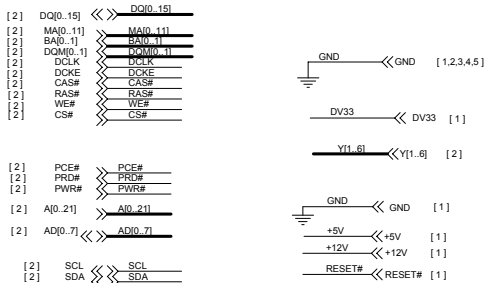 [ 2 ] DQ[0..15] DQ[0..15]
[ 2 ] MA[0..11] MA[0..11]
[ 2 ] BA[0..1] BA[0..1]
[ 2 ] DQM[0..1] DQM[0..1]
[ 2 ] DCLK DCLK
[ 2 ] DCKE DCKE
[ 2 ] CAS# CAS#
[ 2 ] RAS# RAS#
[ 2 ] WE# WE#
[ 2 ] CS# CS#
[ 2 ] PCE# PCE#
[ 2 ] PRD# PRD#
[ 2 ] PWR# PWR#
[ 2 ] A[0..21] A[0..21]
[ 2 ] AD[0..7] AD[0..7]
[ 2 ] SCL SCL
[ 2 ] SDA SDA
GND GND [ 1,2,3,4,5 ]
DV33 DV33 [ 1 ]
Y[1..6] Y[1..6] [ 2 ]
GND GND [ 1 ]
+5V +5V [ 1 ]
+12V +12V [ 1 ]
RESET# RESET# [ 1 ]